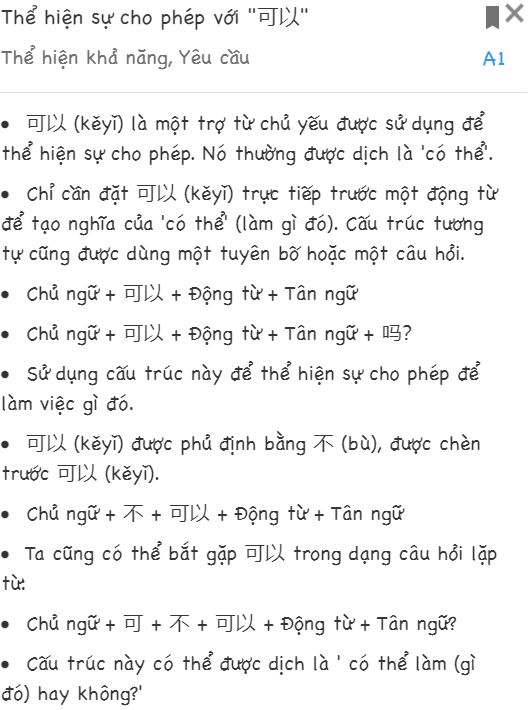 Thể hiện sự cho phép với "可以"
Thể hiện khả năng, Yêu cầu
A1
• 可以 (kěyǐ) là một trợ từ chủ yếu được sử dụng để
thể hiện sự cho phép. Nó thường được dịch là 'có thể'.
• Chỉ cần đặt 可以 (kěyǐ) trực tiếp trước một động từ
để tạo nghĩa của 'có thể' (làm gì đó). Cấu trúc tương
tự cũng được dùng một tuyên bố hoặc một câu hỏi.
• Chủ ngữ + 可以 + Động từ + Tân ngữ
• Chủ ngữ + 可以 + Động từ + Tân ngữ + 吗?
• Sử dụng cấu trúc này để thể hiện sự cho phép để
làm việc gì đó.
• 可以 (kěyǐ) được phủ định bằng 不 (bù), được chèn
trước 可以 (kěyǐ).
• Chủ ngữ + 不 + 可以 + Động từ + Tân ngữ
• Ta cũng có thể bắt gặp 可以 trong dạng câu hỏi lặp
từ:
• Chủ ngữ + 可 + 不 + 可以 + Động từ + Tân ngữ?
• Cấu trúc này có thể được dịch là ' có thể làm (gì
đó) hay không?'